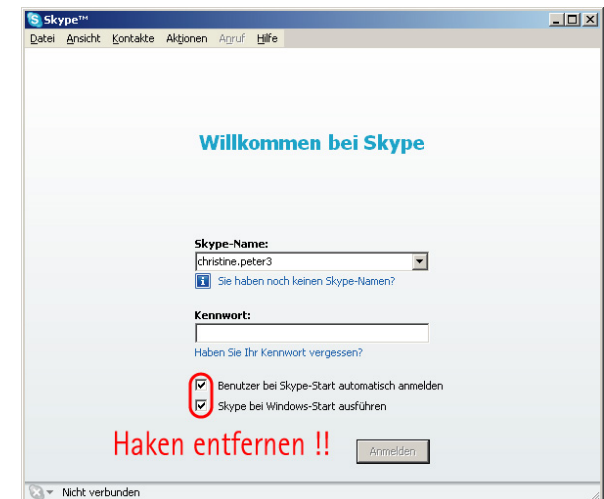 Skype™
Datei Ansicht Kontakte Aktionen Anruf Hilfe
Willkommen bei Skype
Skype-Name:
christine.peter3
Sie haben noch keinen Skype-Namen?
Kennwort:
Haben Sie Ihr Kennwort vergessen?
Benutzer bei Skype-Start automatisch anmelden
Skype bei Windows-Start ausführen
Haken entfernen !!
Anmelden
Nicht verbunden